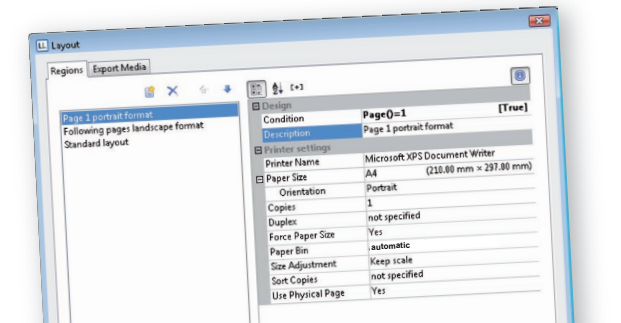 LL Layout
Regions Export Media
[+]
Page 1 portrait format
Following pages landscape format
Standard layout
Design
Condition Page()=1 [True]
Description Page 1 portrait format
Printer settings
Printer Name Microsoft XPS Document Writer
Paper Size A4 (210.00 mm × 297.00 mm)
Orientation Portrait
Copies 1
Duplex not specified
Force Paper Size Yes
Paper Bin automatic
Size Adjustment Keep scale
Sort Copies not specified
Use Physical Page Yes